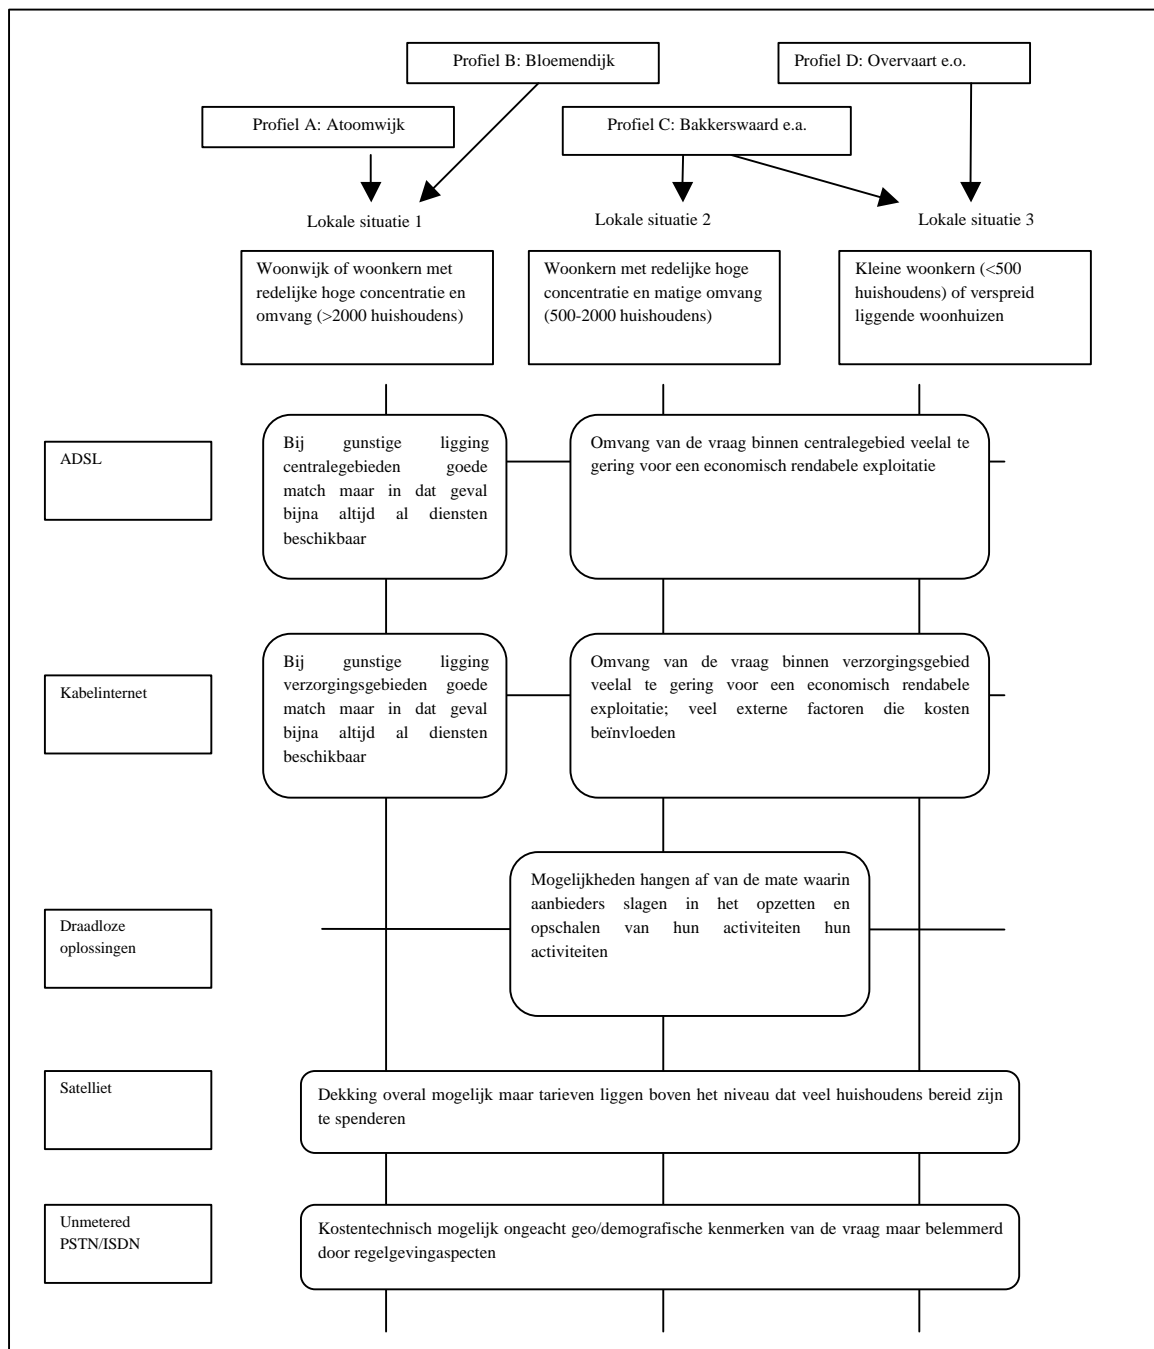 Profiel B: Bloemendijk
Profiel D: Overvaart e.o.
Profiel A: Atoomwijk
Profiel C: Bakkerswaard e.a.
Lokale situatie 1
Lokale situatie 2
Lokale situatie 3
Woonwijk of woonkern met
redelijke hoge concentratie en
omvang (>2000 huishoudens)
Woonkern met redelijke hoge
concentratie en matige omvang
(500-2000 huishoudens)
Kleine woonkern (<500
huishoudens) of verspreid
liggende woonhuizen
ADSL
Bij gunstige ligging
centralegebieden goede
match maar in dat geval
bijna altijd al diensten
beschikbaar
Omvang van de vraag binnen centralegebied veelal te
gering voor een economisch rendabele exploitatie
Kabelinternet
Bij gunstige ligging
verzorgingsgebieden goede
match maar in dat geval
bijna altijd al diensten
beschikbaar
Omvang van de vraag binnen verzorgingsgebied
veelal te gering voor een economisch rendabele
exploitatie; veel externe factoren die kosten
beïnvloeden
Draadloze
oplossingen
Mogelijkheden hangen af van de mate waarin
aanbieders slagen in het opzetten en
opschalen van hun activiteiten hun
activiteiten
Satelliet
Dekking overal mogelijk maar tarieven liggen boven het niveau dat veel huishoudens bereid zijn
te spenderen
Unmetered
PSTN/ISDN
Kostentechnisch mogelijk ongeacht geo/demografische kenmerken van de vraag maar belemmerd
door regelgevingaspecten